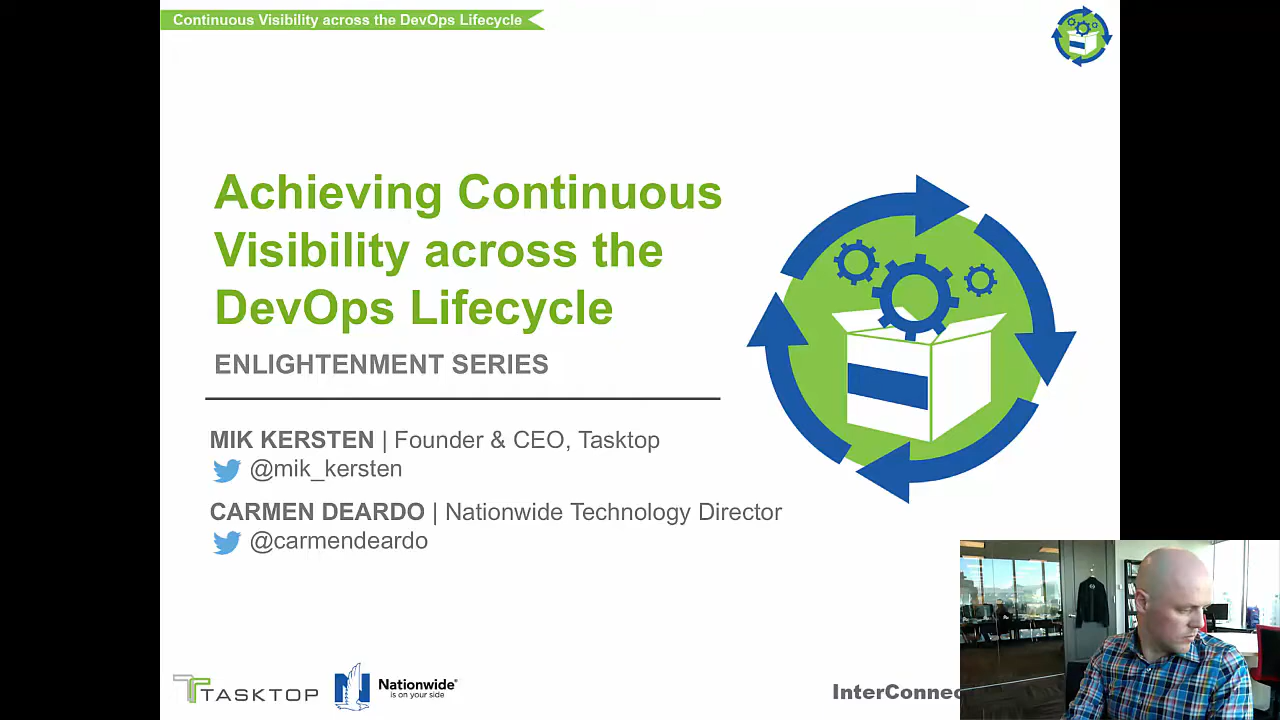 Continuous Visibility across the DevOps Lifecycle
Achieving Continuous
Visibility across the
DevOps Lifecycle
ENLIGHTENMENT SERIES
MIK KERSTEN | Founder & CEO, Tasktop
@mik_kersten
CARMEN DEARDO | Nationwide Technology Director
@carmendeardo
TASKTOP
Nationwide®
is on your side
InterConnec